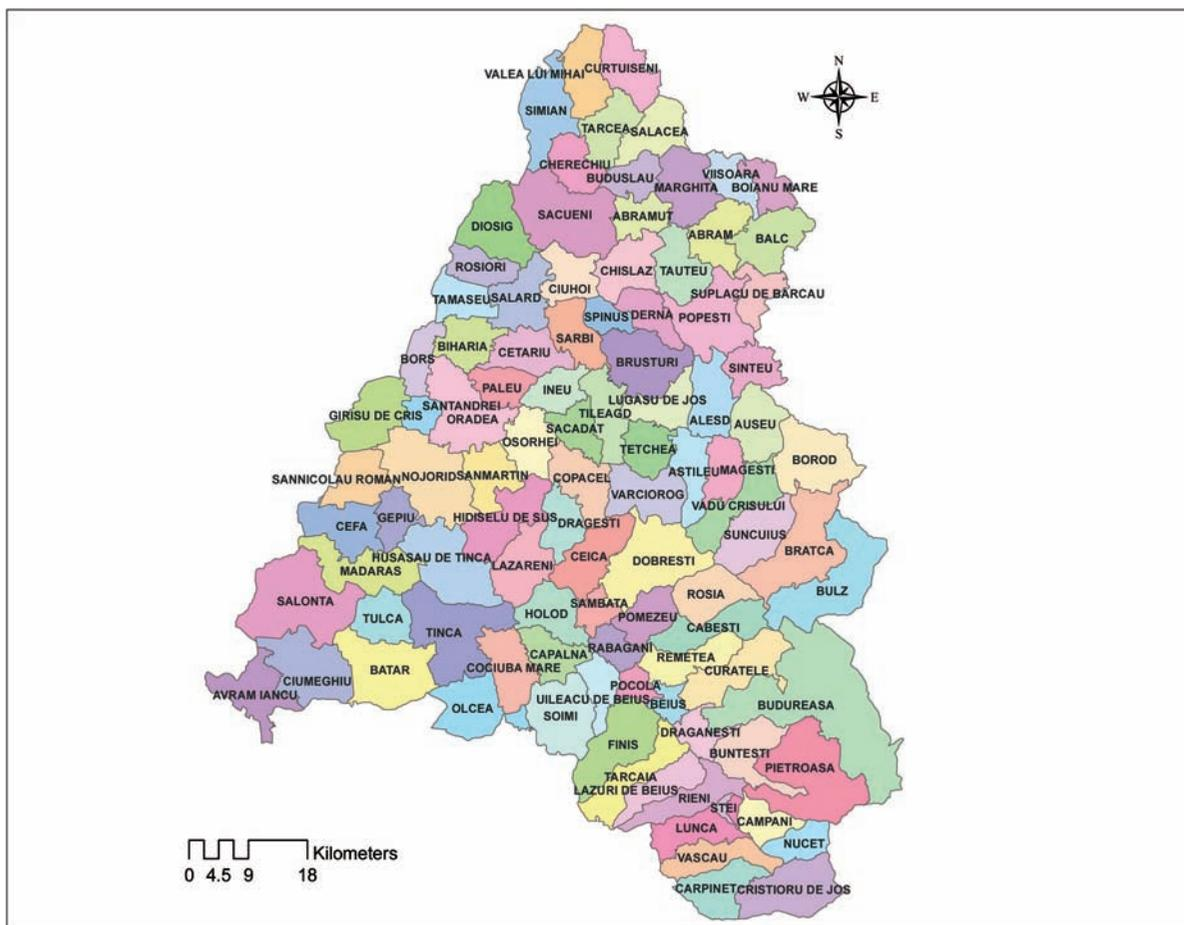 N
W E
S
VALEA LUI MIHAI
CURTUISENI
SIMIAN
TARCEA
SALACEA
CHERECHIU
BUDUSLAU
MARGHITA
VIISOARA
BOIANU MARE
DIOSIG
SACUENI
ABRAMUT
ABRAM
BALC
ROSIORI
CIUHOI
CHISLAZ
TAUTEU
TAMASEU
SALARD
SUPLACU DE BARCAU
SPINUS
DERNA
POPESTI
BORS
BIHARIA
CETARIU
SARBI
BRUSTURI
SINTEU
PALEU
INEU
LUGASU DE JOS
ALESD
GIRISU DE CRIS
SANTANDREI
ORADEA
TILEAGD
SACADAT
AUSEU
OSORHEI
TETCHEA
BOROD
SANNICOLAU ROMAN
NOJORID
SANMARTIN
COPACEL
ASTILEU
MAGESTI
VARCIOROG
VADU CRISULUI
CEFA
GEPIU
HIDISELU DE SUS
DRAGESTI
SUNCUIUS
BRATCA
HUSASAU DE TINCA
MADARAS
LAZARENI
CEICA
DOBRESTI
BULZ
SALONTA
TULCA
TINCA
HOLOD
SAMBATA
POMEZEU
ROSIA
CABESTI
RABAGANI
CAPALNA
COCIUBA MARE
REMETEA
CURATELE
BATAR
AVRAM IANCU
CIUMEGHIU
OLCEA
UILEACU DE BEIUS
POCOLA
BEIUS
SOIMI
BUDUREASA
FINIS
DRAGANESTI
BUNTESTI
PIETROASA
TARCAIA
LAZURI DE BEIUS
RIENI
STEI
LUNCA
CAMPANI
NUCET
VASCAU
CARPINET
CRISTIORU DE JOS
Kilometers
0 4.5 9 18